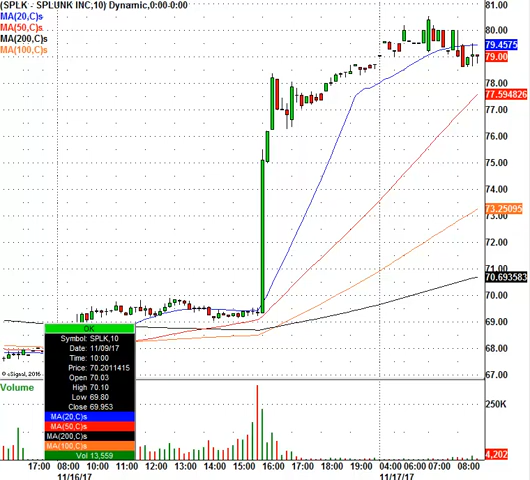 (SPLK - SPLUNK INC,10) Dynamic,0:00-0:00
MA(20,C)s
MA(50,C)s
MA(200,C)s
MA(100,C)s
81.00
80.00
79.4575
79.00
78.00
77.594826
77.00
76.00
75.00
74.00
73.25095
73.00
72.00
71.00
70.693583
70.00
69.00
68.00
67.00
OK
Symbol: SPLK,10
Date: 11/09/17
Time: 10:00
Price: 70.2011415
Open 70.03
High 70.10
Low 69.80
Close 69.953
MA(20,C)s
MA(50,C)s
MA(200,C)s
MA(100,C)s
Vol 13,559
© eSignal, 2016
Volume
250K
4,202
17:00 08:00 09:00 10:00 11:00 12:00 13:00 14:00 15:00 16:00 17:00 18:00 19:00 04:00 06:00 07:00 08:00
11/16/17 11/17/17